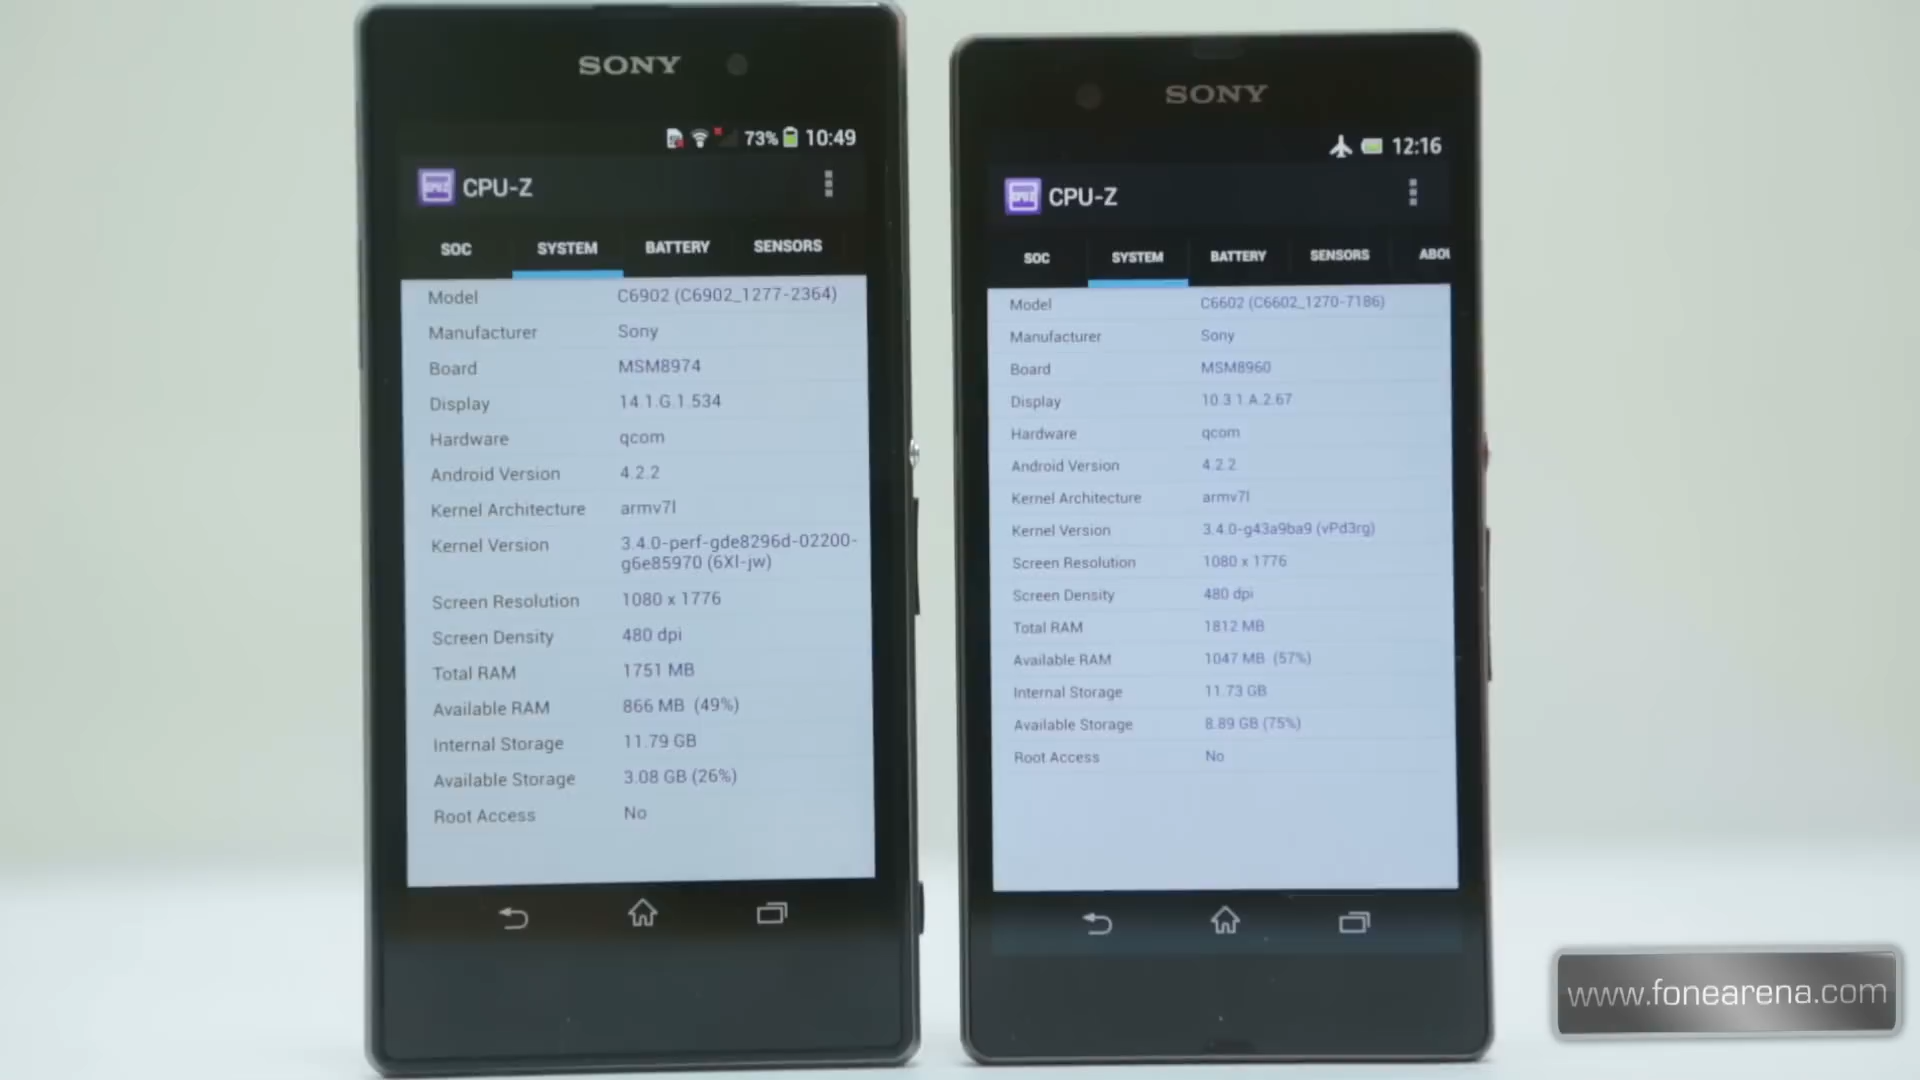 SONY
73% 10:49
CPU-Z
SOC SYSTEM BATTERY SENSORS
Model C6902 (C6902_1277-2364)
Manufacturer Sony
Board MSM8974
Display 14.1.G.1.534
Hardware qcom
Android Version 4.2.2
Kernel Architecture armv7l
Kernel Version 3.4.0-perf-gde8296d-02200-
g6e85970 (6Xl-jw)
Screen Resolution 1080 x 1776
Screen Density 480 dpi
Total RAM 1751 MB
Available RAM 866 MB (49%)
Internal Storage 11.79 GB
Available Storage 3.08 GB (26%)
Root Access No
SONY
12:16
CPU-Z
SOC SYSTEM BATTERY SENSORS ABOU
Model C6602 (C6602_1270-7186)
Manufacturer Sony
Board MSM8960
Display 10.3.1.A.2.67
Hardware qcom
Android Version 4.2.2
Kernel Architecture armv7l
Kernel Version 3.4.0-g43a9ba9 (vPd3rg)
Screen Resolution 1080 x 1776
Screen Density 480 dpi
Total RAM 1812 MB
Available RAM 1047 MB (57%)
Internal Storage 11.73 GB
Available Storage 8.89 GB (75%)
Root Access No
www.fonearena.com